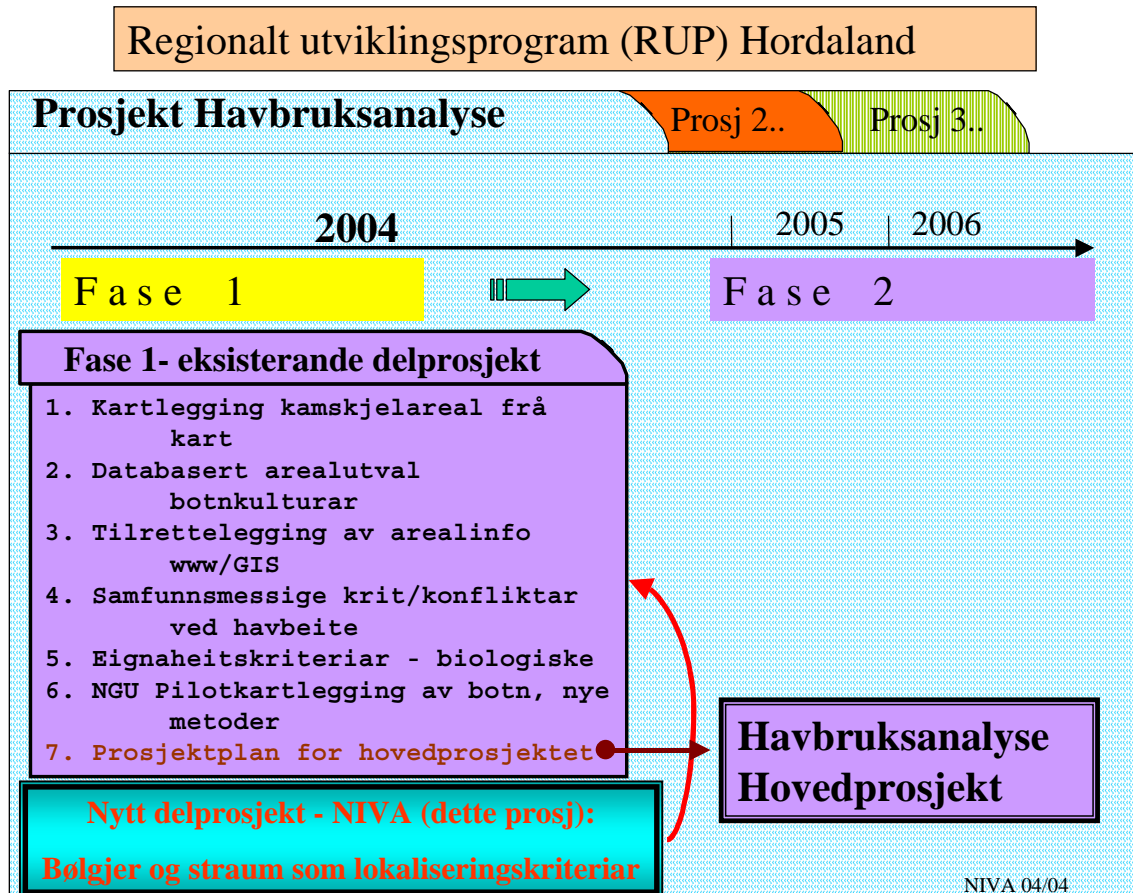 Regionalt utviklingsprogram (RUP) Hordaland
Prosjekt Havbruksanalyse
Prosj 2..
Prosj 3..
2004
2005
2006
Fase 1
Fase 2
Fase 1- eksisterande delprosjekt
1. Kartlegging kamskjelareal frå
kart
2. Databasert arealutval
botnkulturar
3. Tilrettelegging av arealinfo
www/GIS
4. Samfunnsmessige krit/konfliktar
ved havbeite
5. Eignaheitskriteriar - biologiske
6. NGU Pilotkartlegging av botn, nye
metoder
7. Prosjektplan for hovedprosjektet
Havbruksanalyse
Hovedprosjekt
Nytt delprosjekt - NIVA (dette prosj):
Bølgjer og straum som lokaliseringskriteriar
NIVA 04/04